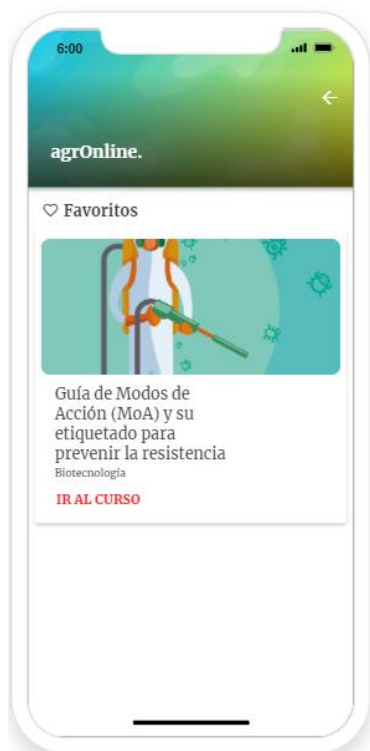 6:00
agrOnline.
Favoritos
Guía de Modos de
Acción (MoA) y su
etiquetado para
prevenir la resistencia
Biotecnología
IR AL CURSO